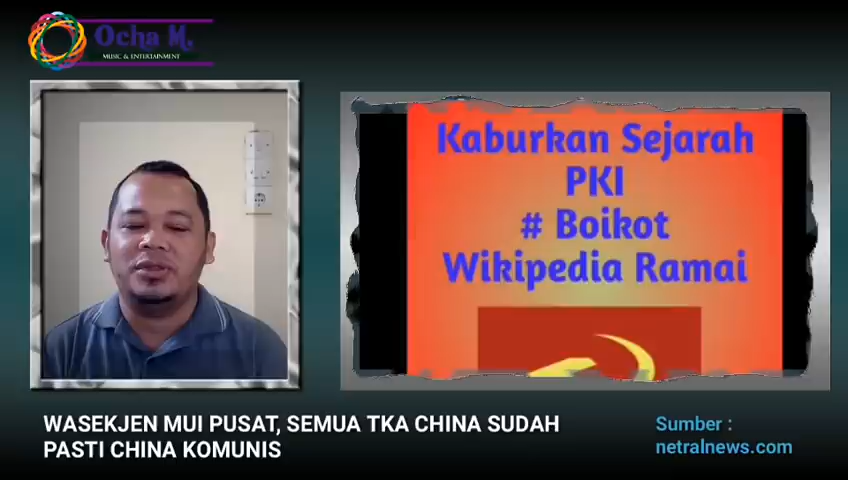 Ocha M.
MUSIC & ENTERTAINMENT
Kaburkan Sejarah
PKI
# Boikot
Wikipedia Ramai
WASEKJEN MUI PUSAT, SEMUA TKA CHINA SUDAH
PASTI CHINA KOMUNIS
Sumber :
netralnews.com